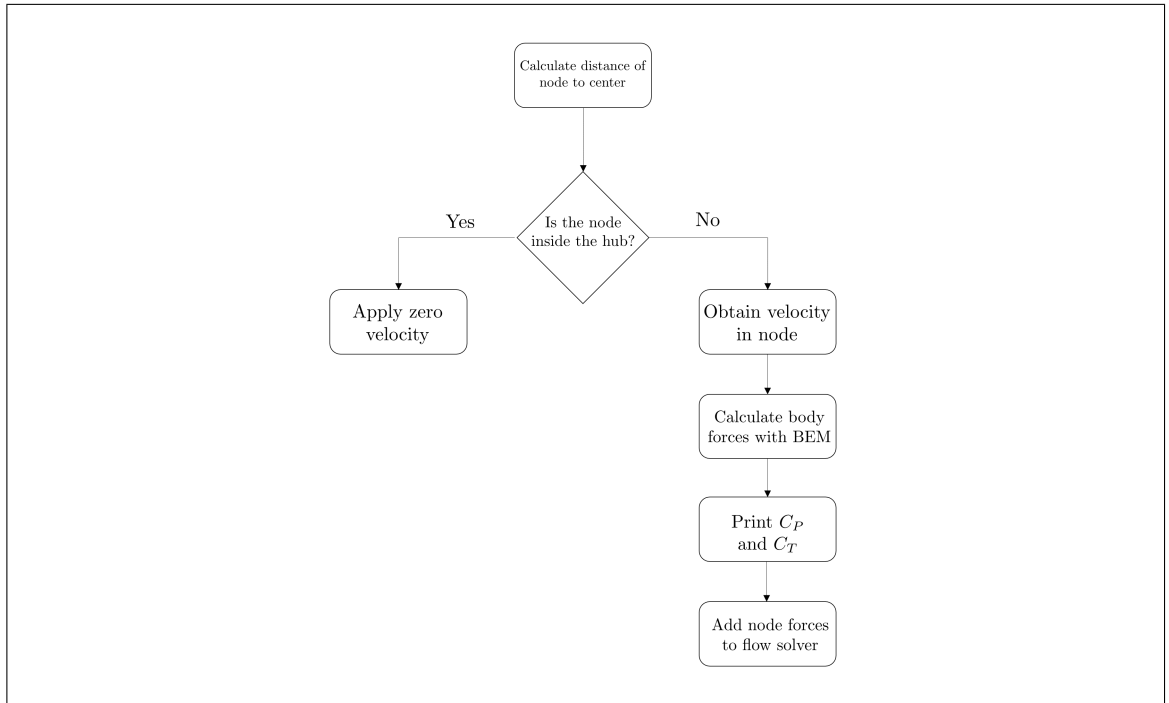 Calculate distance of
node to center
Is the node
inside the hub?
Yes
No
Apply zero
velocity
Obtain velocity
in node
Calculate body
forces with BEM
Print C_P
and C_T
Add node forces
to flow solver